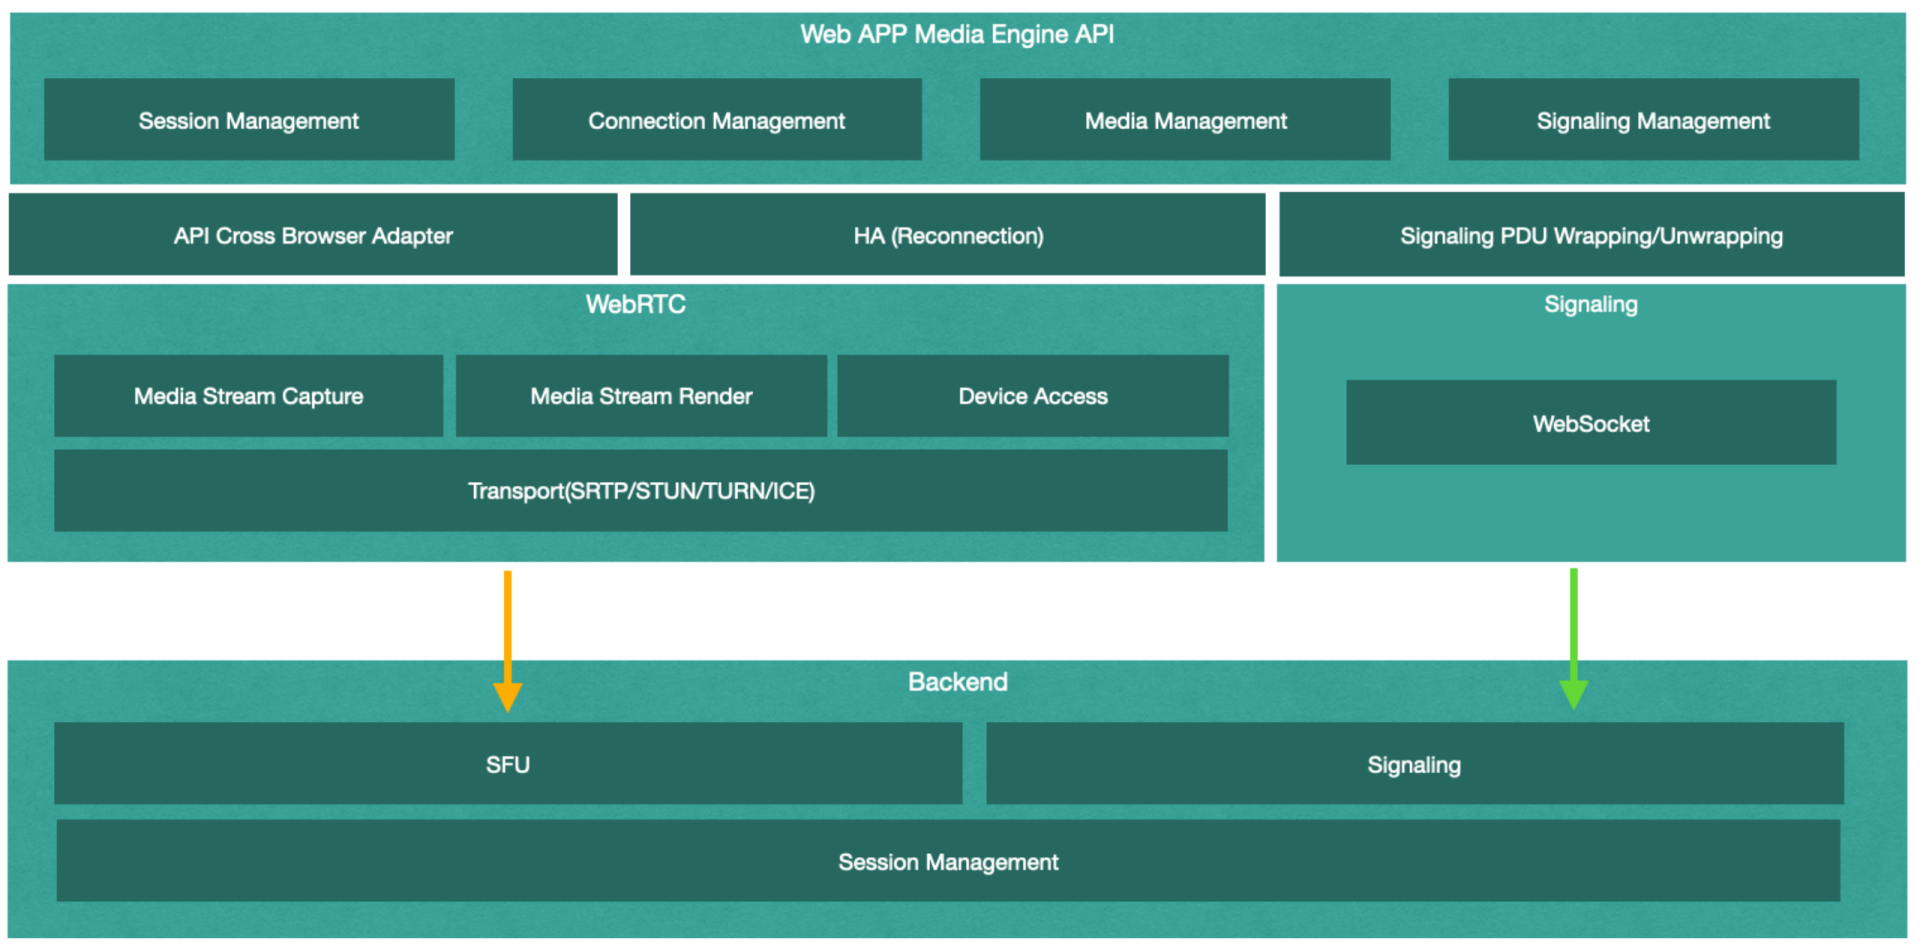 Web APP Media Engine API
Session Management
Connection Management
Media Management
Signaling Management
API Cross Browser Adapter
HA (Reconnection)
Signaling PDU Wrapping/Unwrapping
WebRTC
Media Stream Capture
Media Stream Render
Device Access
Transport(SRTP/STUN/TURN/ICE)
Signaling
WebSocket
Backend
SFU
Signaling
Session Management